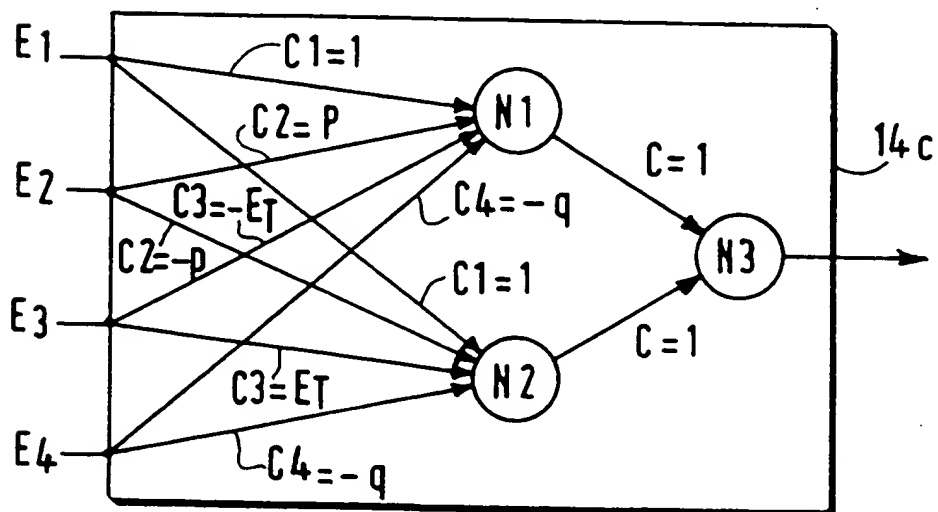 E1
C1=1
N1
C2=P
14c
C=1
E2
C3=-ET
C4=-q
C2=-p
N3
C1=1
E3
C=1
C3=ET
N2
E4
C4=-q